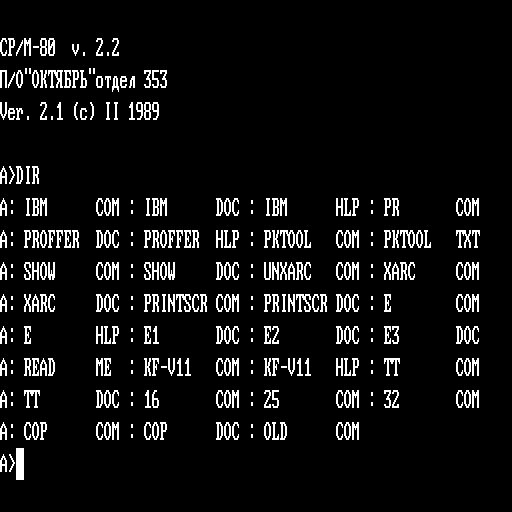 CP/M-80 v. 2.2
П/О"ОКТЯБРЬ"отдел 353
Ver. 2.1 (c) II 1989
A>DIR
A: IBM COM : IBM DOC : IBM HLP : PR COM
A: PROFFER DOC : PROFFER HLP : PKTOOL COM : PKTOOL TXT
A: SHOW COM : SHOW DOC : UNXARC COM : XARC COM
A: XARC DOC : PRINTSCR COM : PRINTSCR DOC : E COM
A: E HLP : E1 DOC : E2 DOC : E3 DOC
A: READ ME : KF-V11 COM : KF-V11 HLP : TT COM
A: TT DOC : 16 COM : 25 COM : 32 COM
A: COP COM : COP DOC : OLD COM
A>